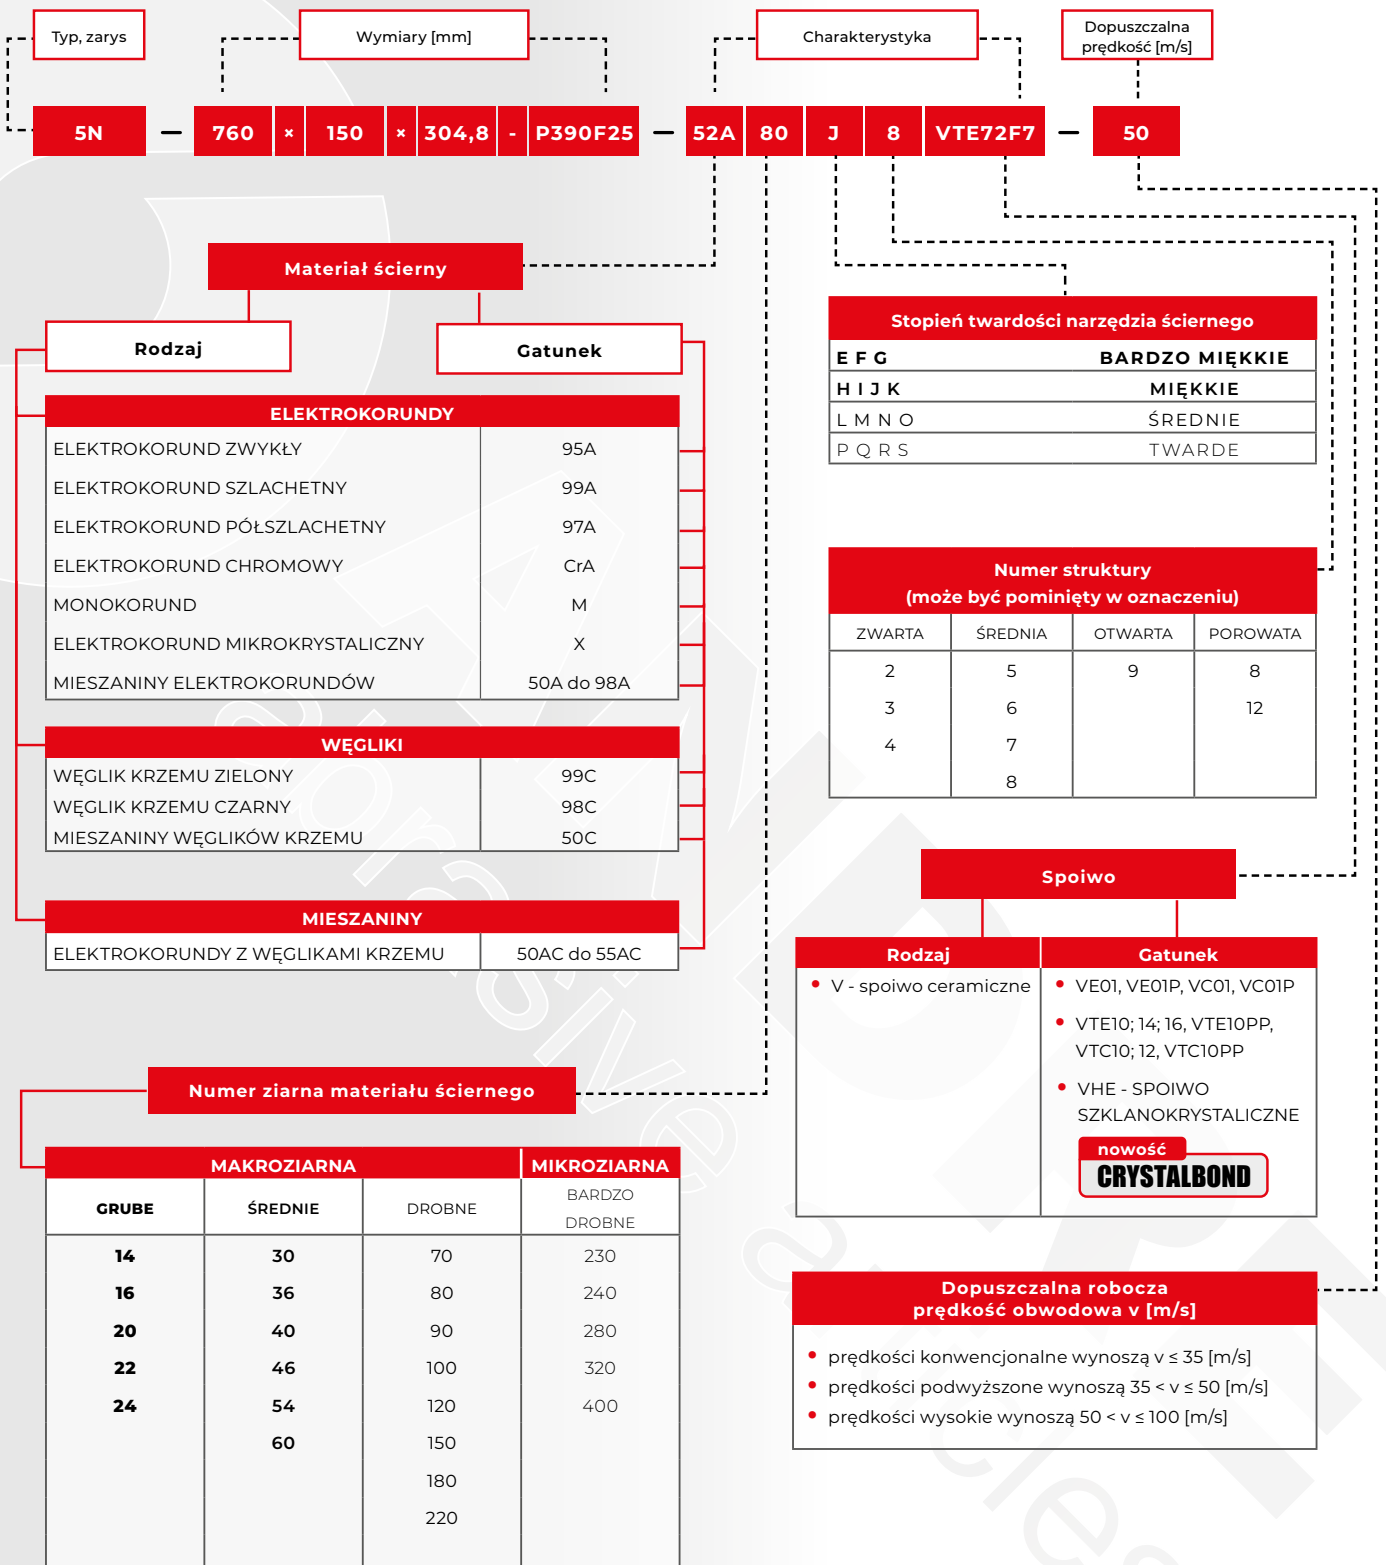 Typ, zarys
Wymiary [mm]
Charakterystyka
Dopuszczalna
prędkość [m/s]
5N — 760 × 150 × 304,8 - P390F25 — 52A 80 J 8 VTE72F7 — 50
Materiał ścierny
Rodzaj
Gatunek
ELEKTROKORUNDY
ELEKTROKORUND ZWYKŁY 95A
ELEKTROKORUND SZLACHETNY 99A
ELEKTROKORUND PÓŁSZLACHETNY 97A
ELEKTROKORUND CHROMOWY CrA
MONOKORUND M
ELEKTROKORUND MIKROKRYSTALICZNY X
MIESZANINY ELEKTROKORUNDÓW 50A do 98A
WĘGLIKI
WĘGLIK KRZEMU ZIELONY 99C
WĘGLIK KRZEMU CZARNY 98C
MIESZANINY WĘGLIKÓW KRZEMU 50C
MIESZANINY
ELEKTROKORUNDY Z WĘGLIKAMI KRZEMU 50AC do 55AC
Numer ziarna materiału ściernego
MAKROZIARNA MIKROZIARNA
GRUBE ŚREDNIE DROBNE BARDZO
DROBNE
14 30 70 230
16 36 80 240
20 40 90 280
22 46 100 320
24 54 120 400
60 150
180
220
Stopień twardości narzędzia ściernego
E F G BARDZO MIĘKKIE
H I J K MIĘKKIE
L M N O ŚREDNIE
P Q R S TWARDE
Numer struktury
(może być pominięty w oznaczeniu)
ZWARTA ŚREDNIA OTWARTA POROWATA
2 5 9 8
3 6 12
4 7
8
Spoiwo
Rodzaj Gatunek
• V - spoiwo ceramiczne
• VE01, VE01P, VC01, VC01P
• VTE10; 14; 16, VTE10PP,
VTC10; 12, VTC10PP
• VHE - SPOIWO
SZKLANOKRYSTALICZNE
nowość
CRYSTALBOND
Dopuszczalna robocza
prędkość obwodowa v [m/s]
• prędkości konwencjonalne wynoszą v ≤ 35 [m/s]
• prędkości podwyższone wynoszą 35 < v ≤ 50 [m/s]
• prędkości wysokie wynoszą 50 < v ≤ 100 [m/s]
abrasive articles